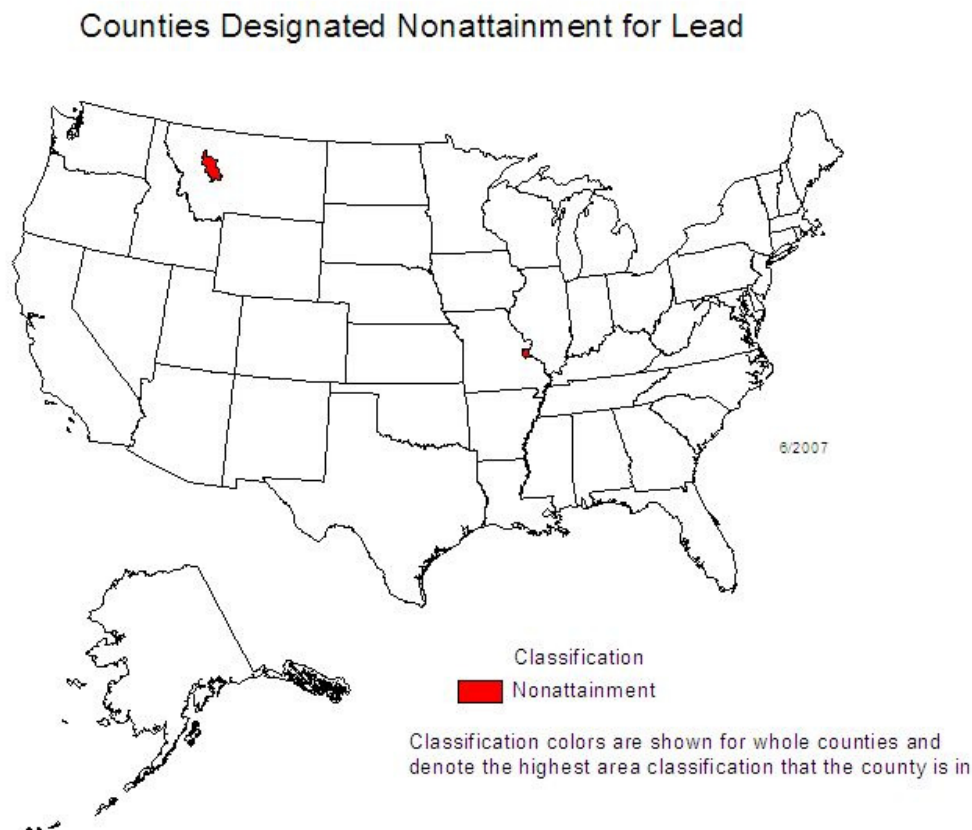 Counties Designated Nonattainment for Lead
6/2007
Classification
Nonattainment
Classification colors are shown for whole counties and
denote the highest area classification that the county is in